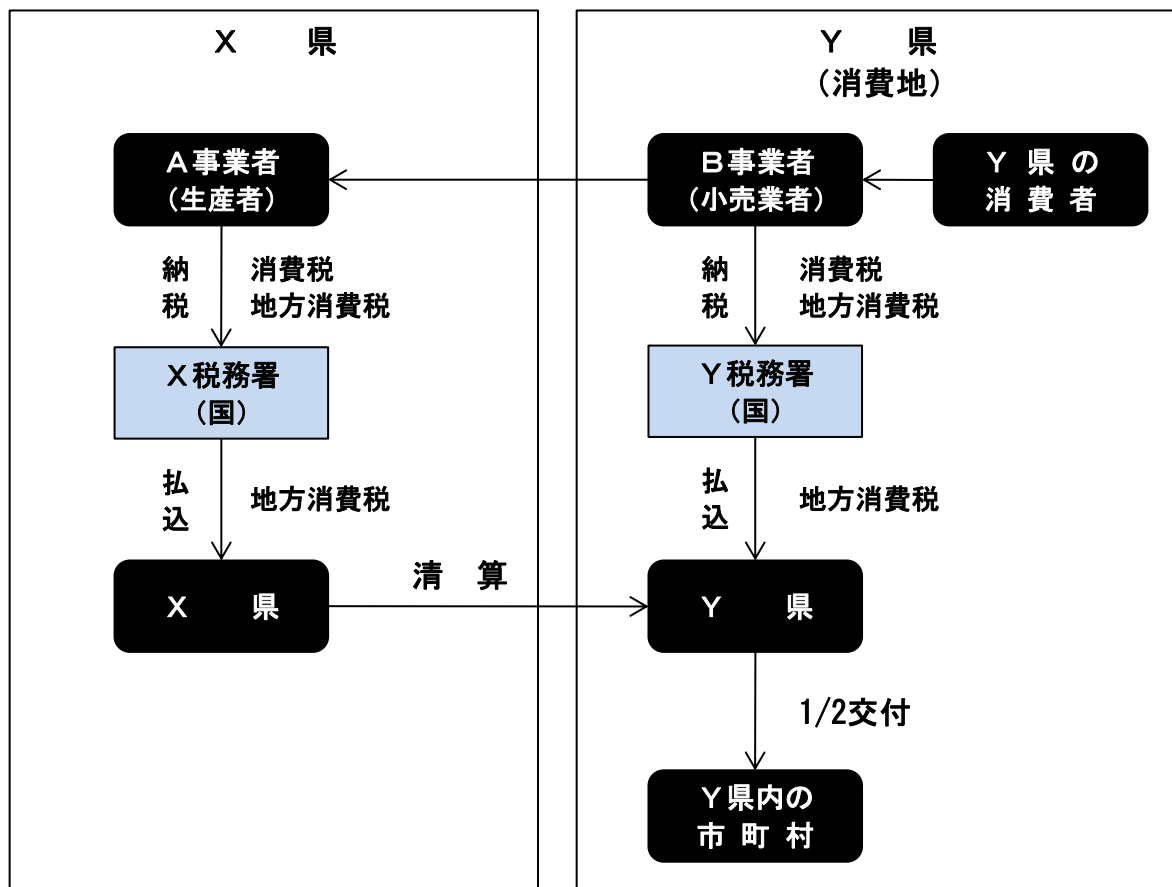 X 県
A事業者
(生産者)
納税
消費税
地方消費税
X税務署
(国)
払込
地方消費税
X 県
清 算
Y 県
(消費地)
B事業者
(小売業者)
Y 県 の
消 費 者
納税
消費税
地方消費税
Y税務署
(国)
払込
地方消費税
Y 県
1/2交付
Y県内の
市 町 村